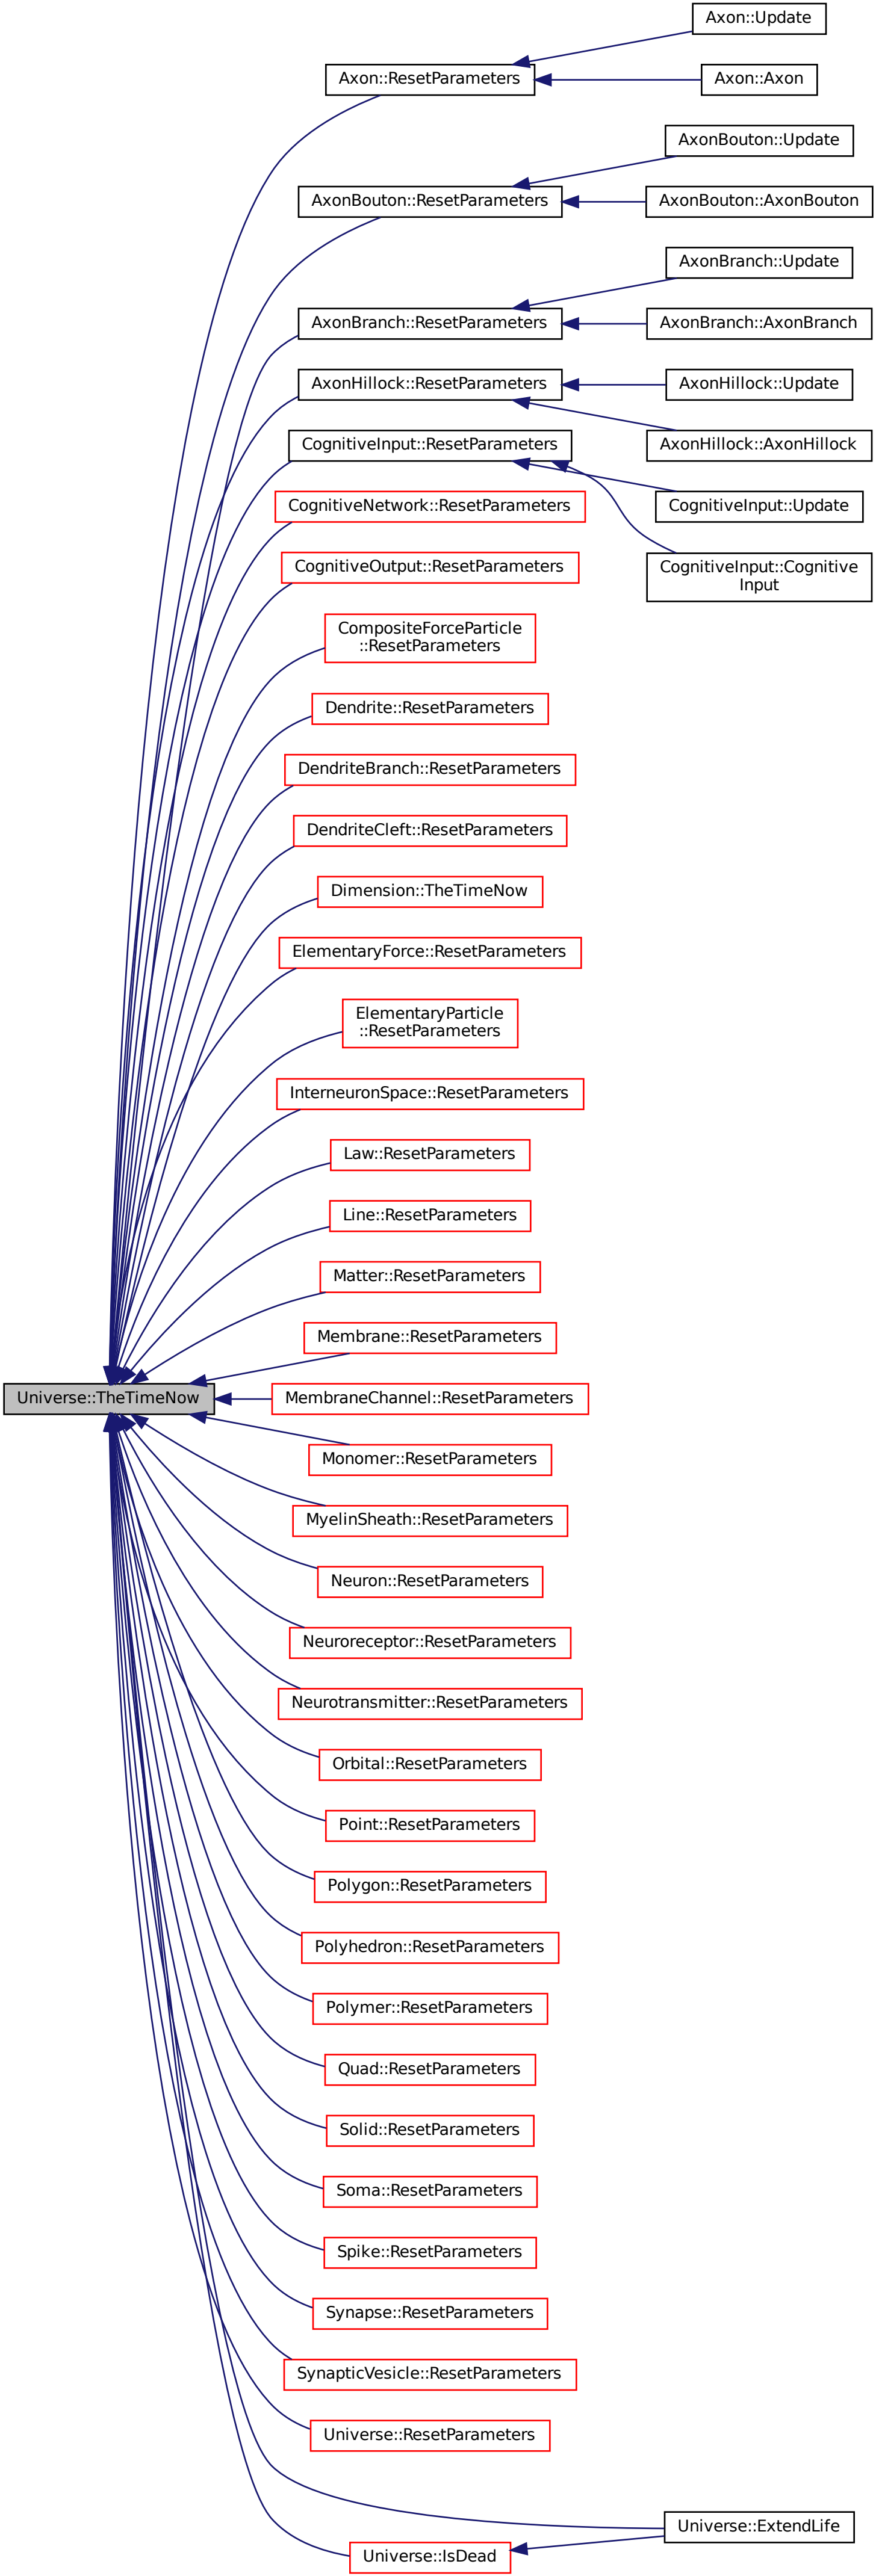 Axon::Update
Axon::ResetParameters
Axon::Axon
AxonBouton::Update
AxonBouton::ResetParameters
AxonBouton::AxonBouton
AxonBranch::Update
AxonBranch::ResetParameters
AxonBranch::AxonBranch
AxonHillock::ResetParameters
AxonHillock::Update
CognitiveInput::ResetParameters
AxonHillock::AxonHillock
CognitiveNetwork::ResetParameters
CognitiveInput::Update
CognitiveOutput::ResetParameters
CognitiveInput::Cognitive
Input
CompositeForceParticle
::ResetParameters
Dendrite::ResetParameters
DendriteBranch::ResetParameters
DendriteCleft::ResetParameters
Dimension::TheTimeNow
ElementaryForce::ResetParameters
ElementaryParticle
::ResetParameters
InterneuronSpace::ResetParameters
Law::ResetParameters
Line::ResetParameters
Matter::ResetParameters
Membrane::ResetParameters
Universe::TheTimeNow
MembraneChannel::ResetParameters
Monomer::ResetParameters
MyelinSheath::ResetParameters
Neuron::ResetParameters
Neuroreceptor::ResetParameters
Neurotransmitter::ResetParameters
Orbital::ResetParameters
Point::ResetParameters
Polygon::ResetParameters
Polyhedron::ResetParameters
Polymer::ResetParameters
Quad::ResetParameters
Solid::ResetParameters
Soma::ResetParameters
Spike::ResetParameters
Synapse::ResetParameters
SynapticVesicle::ResetParameters
Universe::ResetParameters
Universe::ExtendLife
Universe::IsDead